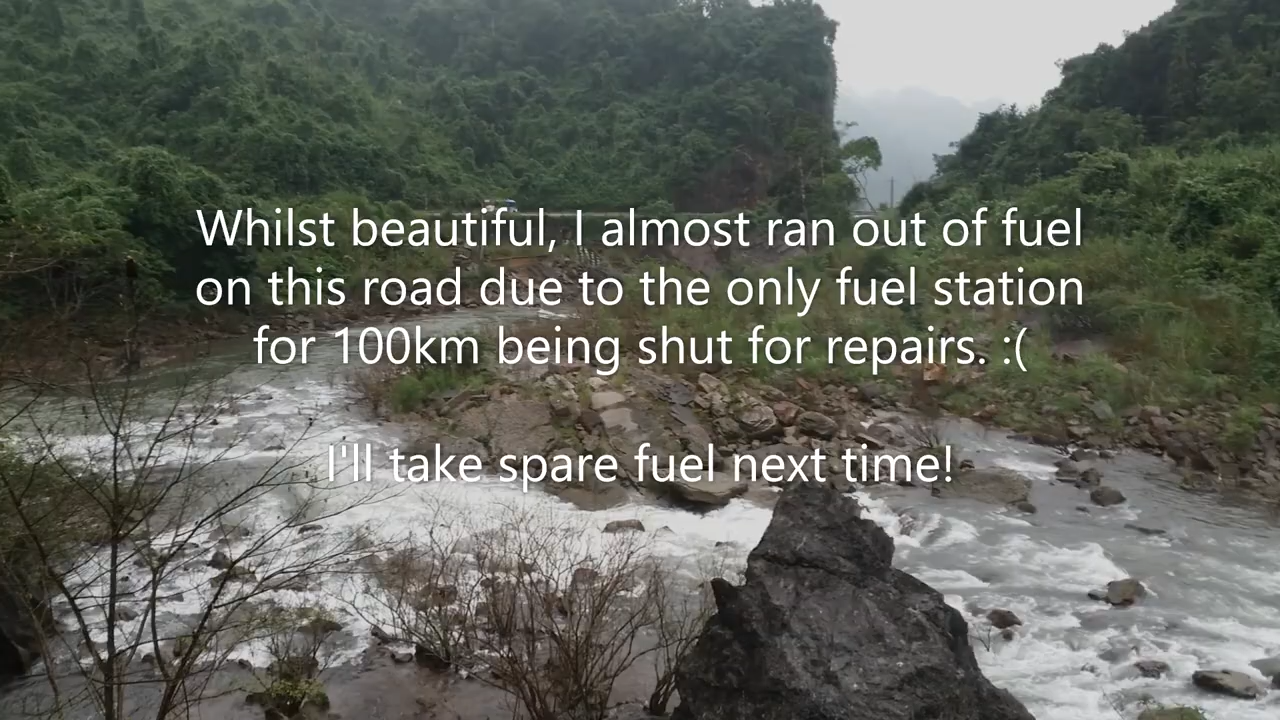 Whilst beautiful, I almost ran out of fuel
on this road due to the only fuel station
for 100km being shut for repairs. :(
I'll take spare fuel next time!